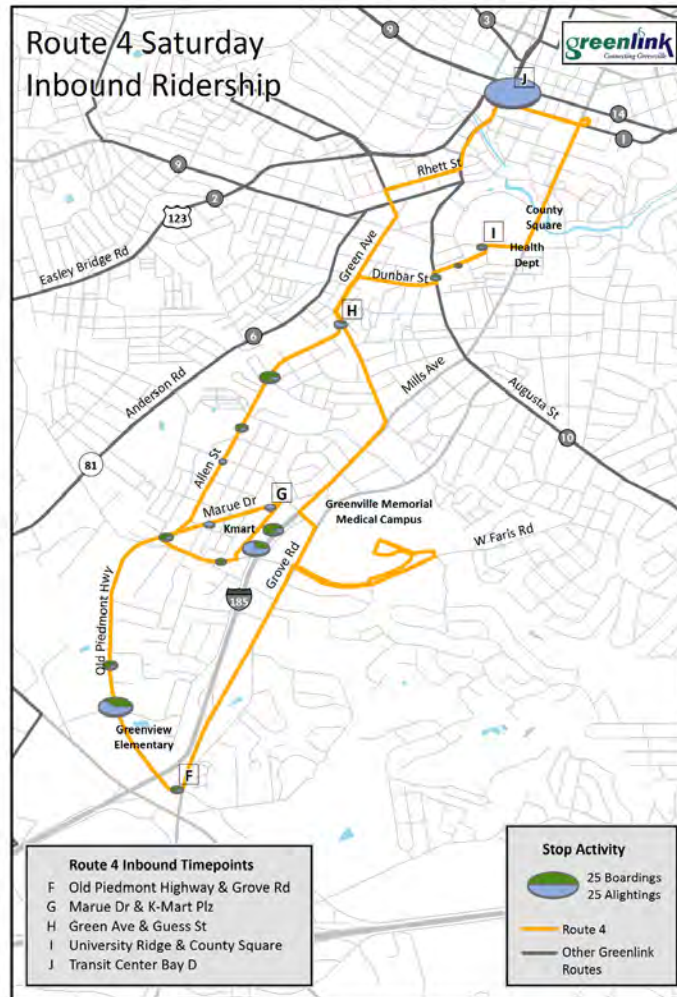 Route 4 Saturday
Inbound Ridership
greenlink
Connecting Greenville
3
9
J
14
1
9
Rhett St
2
123
County
Square
I
Health
Dept
Easley Bridge Rd
Green Ave
Dunbar St
H
6
Mills Ave
Anderson Rd
Augusta St
10
81
Allen St
G
Marue Dr
Kmart
Greenville Memorial
Medical Campus
W Faris Rd
Grove Rd
185
Old Piedmont Hwy
Greenview
Elementary
F
Route 4 Inbound Timepoints
F Old Piedmont Highway & Grove Rd
G Marue Dr & K-Mart Plz
H Green Ave & Guess St
I University Ridge & County Square
J Transit Center Bay D
Stop Activity
25 Boardings
25 Alightings
Route 4
Other Greenlink
Routes